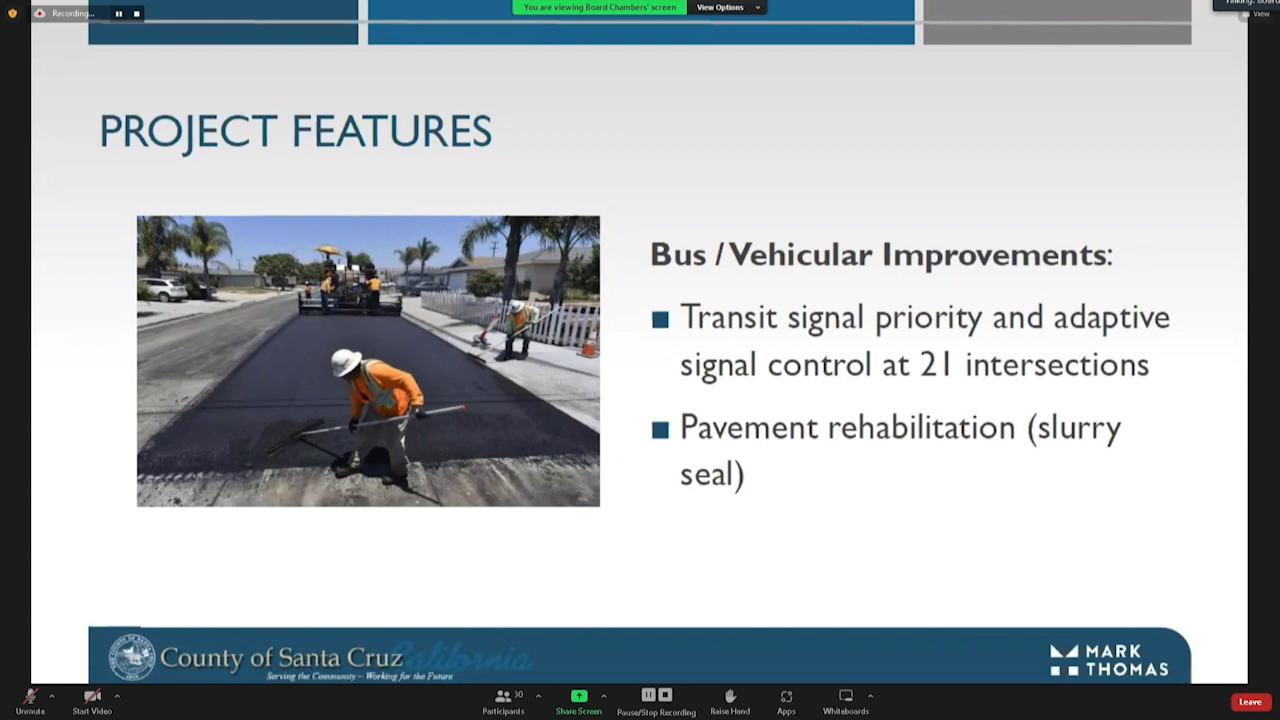 Recording...
You are viewing Board Chambers' screen
View Options
Talking: Board
View
PROJECT FEATURES
Bus / Vehicular Improvements:
Transit signal priority and adaptive
signal control at 21 intersections
Pavement rehabilitation (slurry
seal)
County of Santa Cruz
California
Serving the Community – Working for the Future
MARK
THOMAS
Unmute
Start Video
30
Participants
Share Screen
Pause/Stop Recording
Raise Hand
Apps
Whiteboards
Leave